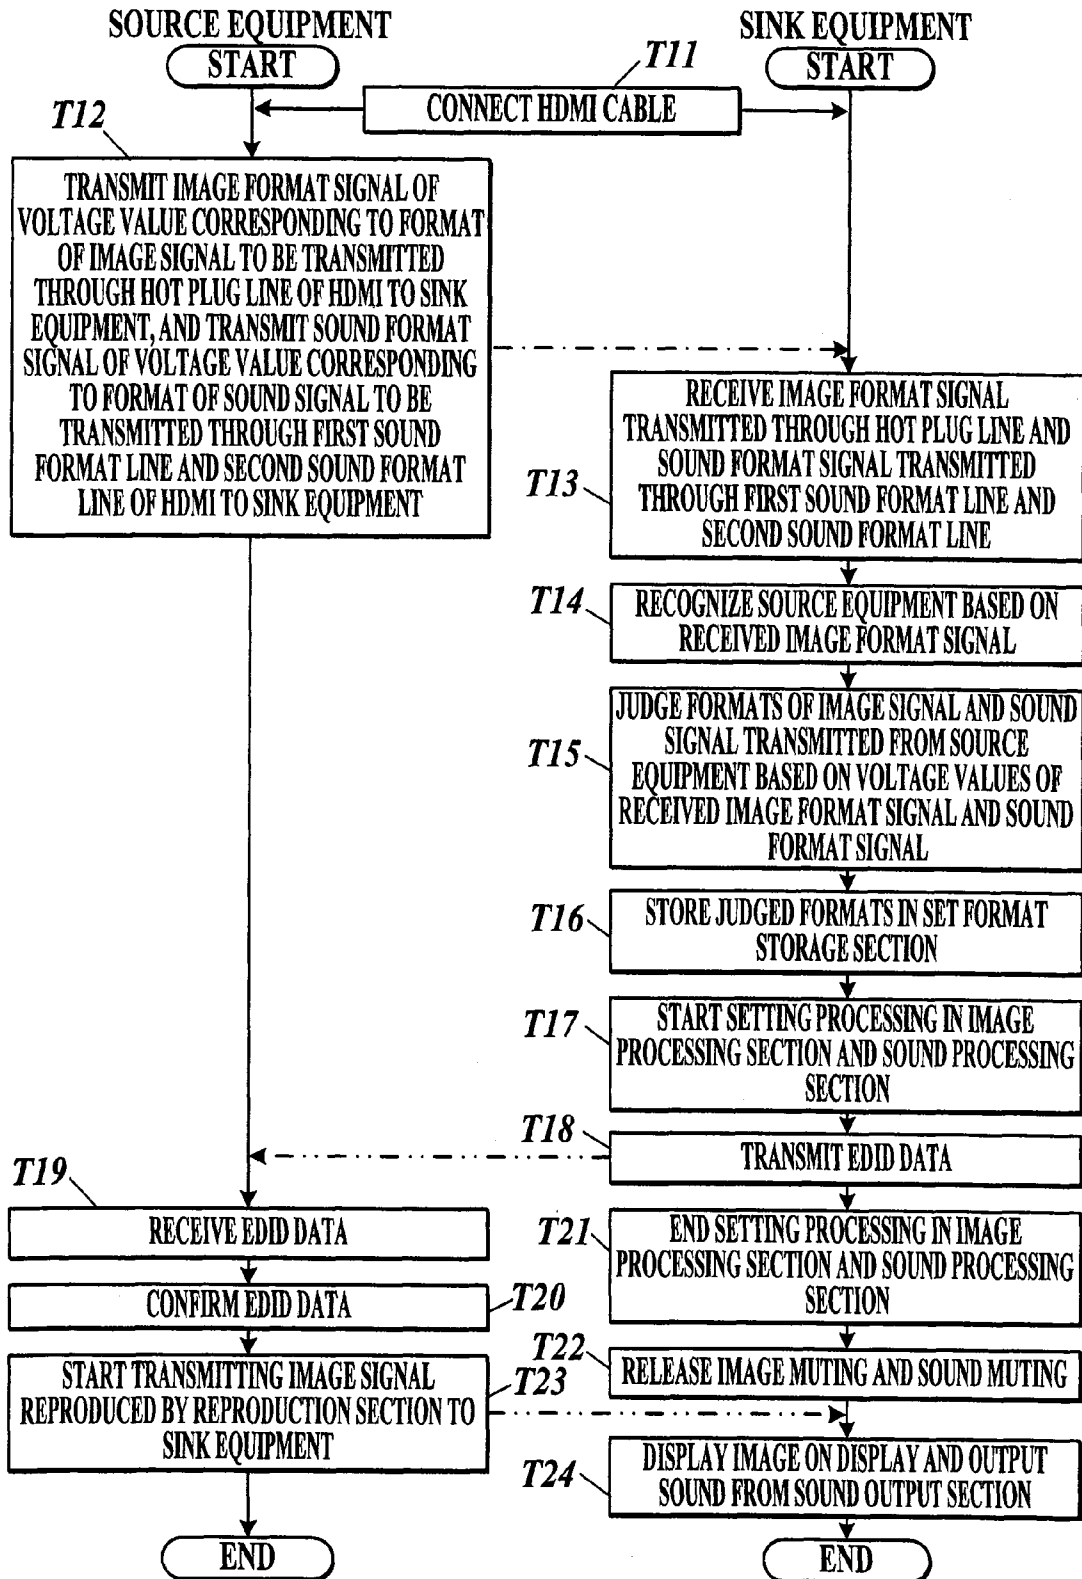 SOURCE EQUIPMENT
START
SINK EQUIPMENT
START
T11
CONNECT HDMI CABLE
T12
TRANSMIT IMAGE FORMAT SIGNAL OF
VOLTAGE VALUE CORRESPONDING TO FORMAT
OF IMAGE SIGNAL TO BE TRANSMITTED
THROUGH HOT PLUG LINE OF HDMI TO SINK
EQUIPMENT, AND TRANSMIT SOUND FORMAT
SIGNAL OF VOLTAGE VALUE CORRESPONDING
TO FORMAT OF SOUND SIGNAL TO BE
TRANSMITTED THROUGH FIRST SOUND
FORMAT LINE AND SECOND SOUND FORMAT
LINE OF HDMI TO SINK EQUIPMENT
T13
RECEIVE IMAGE FORMAT SIGNAL
TRANSMITTED THROUGH HOT PLUG LINE AND
SOUND FORMAT SIGNAL TRANSMITTED
THROUGH FIRST SOUND FORMAT LINE AND
SECOND SOUND FORMAT LINE
T14
RECOGNIZE SOURCE EQUIPMENT BASED ON
RECEIVED IMAGE FORMAT SIGNAL
T15
JUDGE FORMATS OF IMAGE SIGNAL AND SOUND
SIGNAL TRANSMITTED FROM SOURCE
EQUIPMENT BASED ON VOLTAGE VALUES OF
RECEIVED IMAGE FORMAT SIGNAL AND SOUND
FORMAT SIGNAL
T16
STORE JUDGED FORMATS IN SET FORMAT
STORAGE SECTION
T17
START SETTING PROCESSING IN IMAGE
PROCESSING SECTION AND SOUND PROCESSING
SECTION
T18
TRANSMIT EDID DATA
T19
RECEIVE EDID DATA
T20
CONFIRM EDID DATA
T21
END SETTING PROCESSING IN IMAGE
PROCESSING SECTION AND SOUND PROCESSING
SECTION
T22
RELEASE IMAGE MUTING AND SOUND MUTING
T23
START TRANSMITTING IMAGE SIGNAL
REPRODUCED BY REPRODUCTION SECTION TO
SINK EQUIPMENT
T24
DISPLAY IMAGE ON DISPLAY AND OUTPUT
SOUND FROM SOUND OUTPUT SECTION
END
END